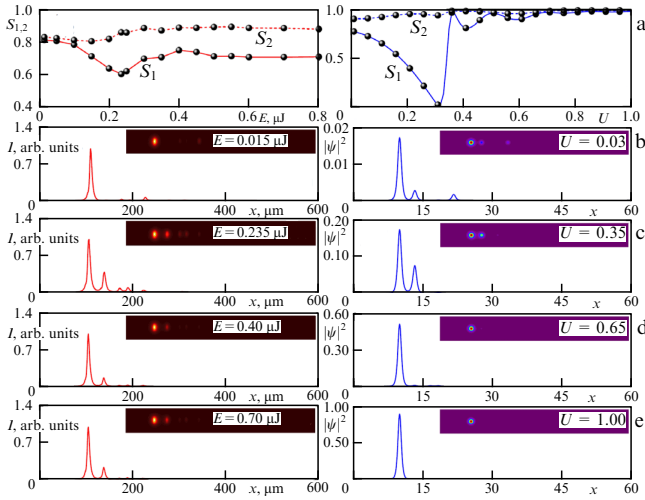 S₁,₂ 1.0
0.8 S₂
0.6 S₁
0.4
0 0.2 0.4 0.6 E, μJ 0.8
1.0 a
S₂
0.5 S₁
0 0.2 0.4 0.6 0.8 U 1.0
I, arb. units 1.4 E = 0.015 μJ
0.7
0 200 400 x, μm 600
|ψ|² 0.02 U = 0.03 b
0.01
0 15 30 45 x 60
I, arb. units 1.4 E = 0.235 μJ
0.7
0 200 400 x, μm 600
|ψ|² 0.20 U = 0.35 c
0.10
0 15 30 45 x 60
I, arb. units 1.4 E = 0.40 μJ
0.7
0 200 400 x, μm 600
|ψ|² 0.60 U = 0.65 d
0.30
0 15 30 45 x 60
I, arb. units 1.4 E = 0.70 μJ
0.7
0 200 400 x, μm 600
|ψ|² 1.00 U = 1.00 e
0.50
0 15 30 45 x 60